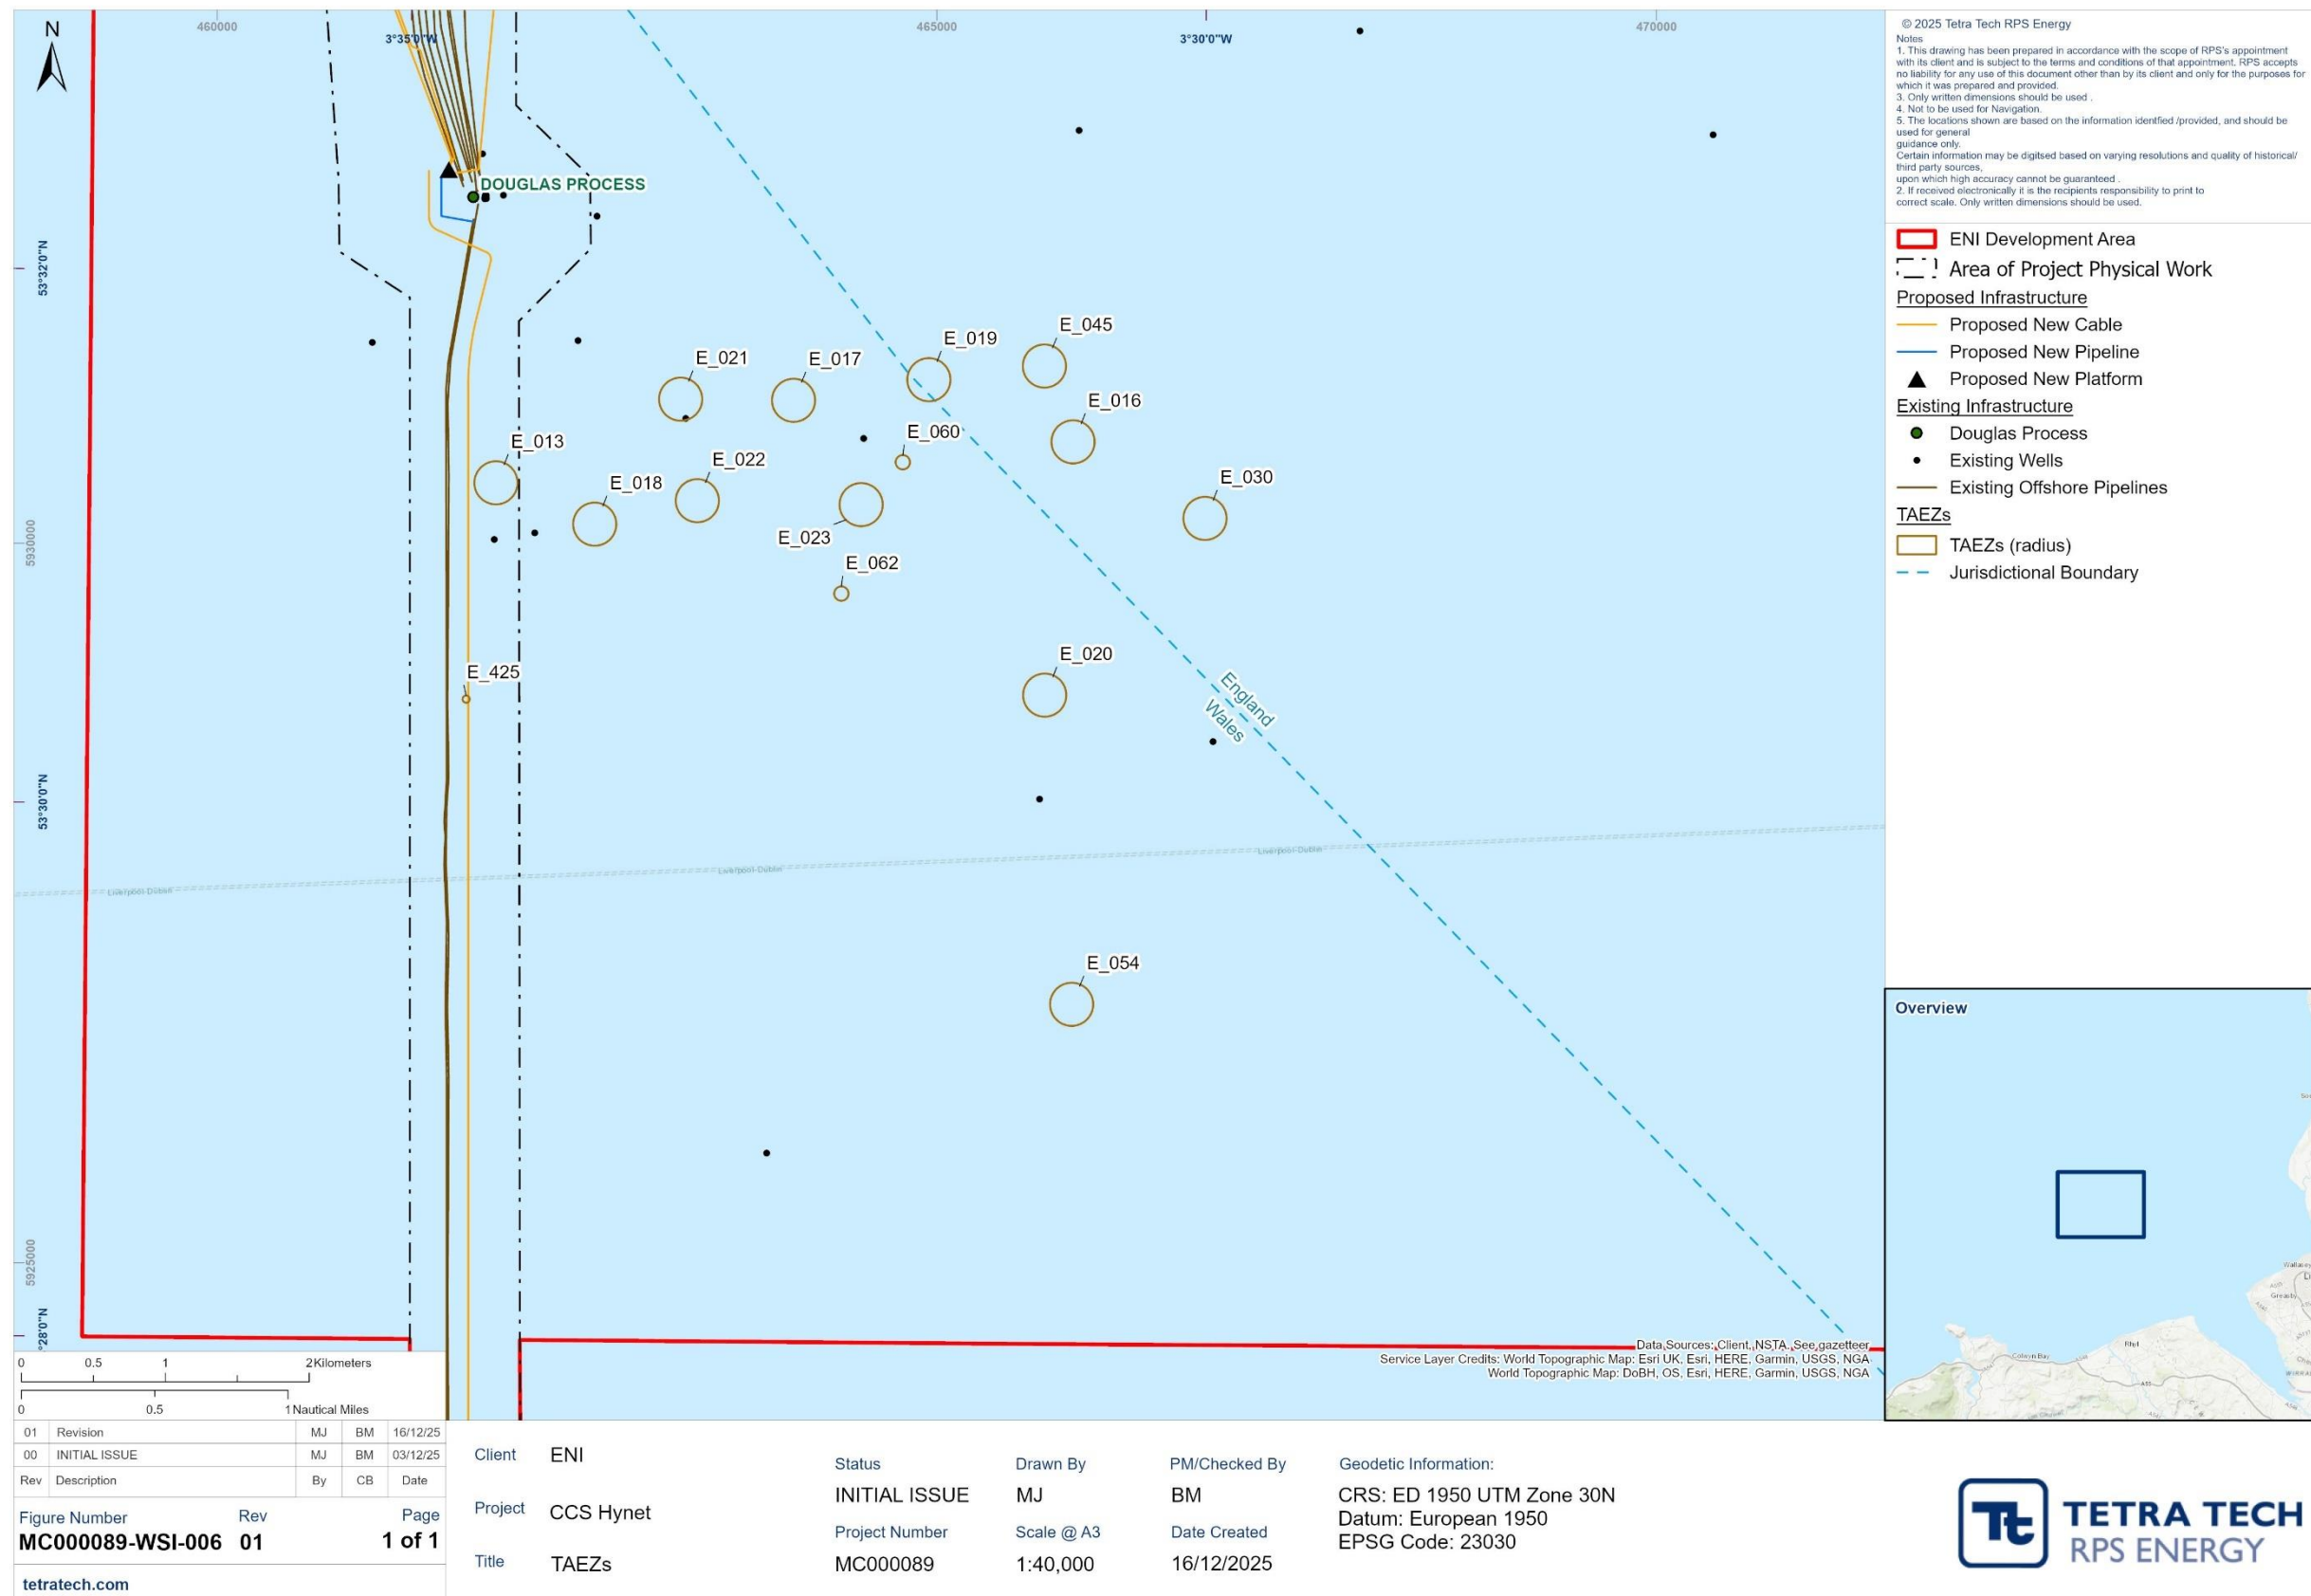 N
460000
465000
470000
3°35'0"W
3°30'0"W
53°32'0"N
5930000
53°30'0"N
5925000
°28'0"N
DOUGLAS PROCESS
E_045
E_019
E_021
E_017
E_016
E_060
E_013
E_022
E_018
E_030
E_023
E_062
E_020
E_425
England
Wales
Liverpool-Dublin
Liverpool-Dublin
Liverpool-Dublin
E_054
Data Sources: Client, NSTA. See gazetteer
Service Layer Credits: World Topographic Map: Esri UK, Esri, HERE, Garmin, USGS, NGA
World Topographic Map: DoBH, OS, Esri, HERE, Garmin, USGS, NGA
0 0.5 1 2 Kilometers
0 0.5 1 Nautical Miles
© 2025 Tetra Tech RPS Energy
Notes
1. This drawing has been prepared in accordance with the scope of RPS's appointment
with its client and is subject to the terms and conditions of that appointment. RPS accepts
no liability for any use of this document other than by its client and only for the purposes for
which it was prepared and provided.
3. Only written dimensions should be used .
4. Not to be used for Navigation.
5. The locations shown are based on the information identfied /provided, and should be
used for general
guidance only.
Certain information may be digitsed based on varying resolutions and quality of historical/
third party sources,
upon which high accuracy cannot be guaranteed .
2. If received electronically it is the recipients responsibility to print to
correct scale. Only written dimensions should be used.
ENI Development Area
Area of Project Physical Work
Proposed Infrastructure
Proposed New Cable
Proposed New Pipeline
Proposed New Platform
Existing Infrastructure
Douglas Process
Existing Wells
Existing Offshore Pipelines
TAEZs
TAEZs (radius)
Jurisdictional Boundary
Overview
Wallasey
Greasby
Rhyl
Colwyn Bay
01 Revision MJ BM 16/12/25
00 INITIAL ISSUE MJ BM 03/12/25
Rev Description By CB Date
Figure Number Rev Page
MC000089-WSI-006 01 1 of 1
tetratech.com
Client ENI
Project CCS Hynet
Title TAEZs
Status Drawn By PM/Checked By
INITIAL ISSUE MJ BM
Project Number Scale @ A3 Date Created
MC000089 1:40,000 16/12/2025
Geodetic Information:
CRS: ED 1950 UTM Zone 30N
Datum: European 1950
EPSG Code: 23030
Tt
TETRA TECH
RPS ENERGY